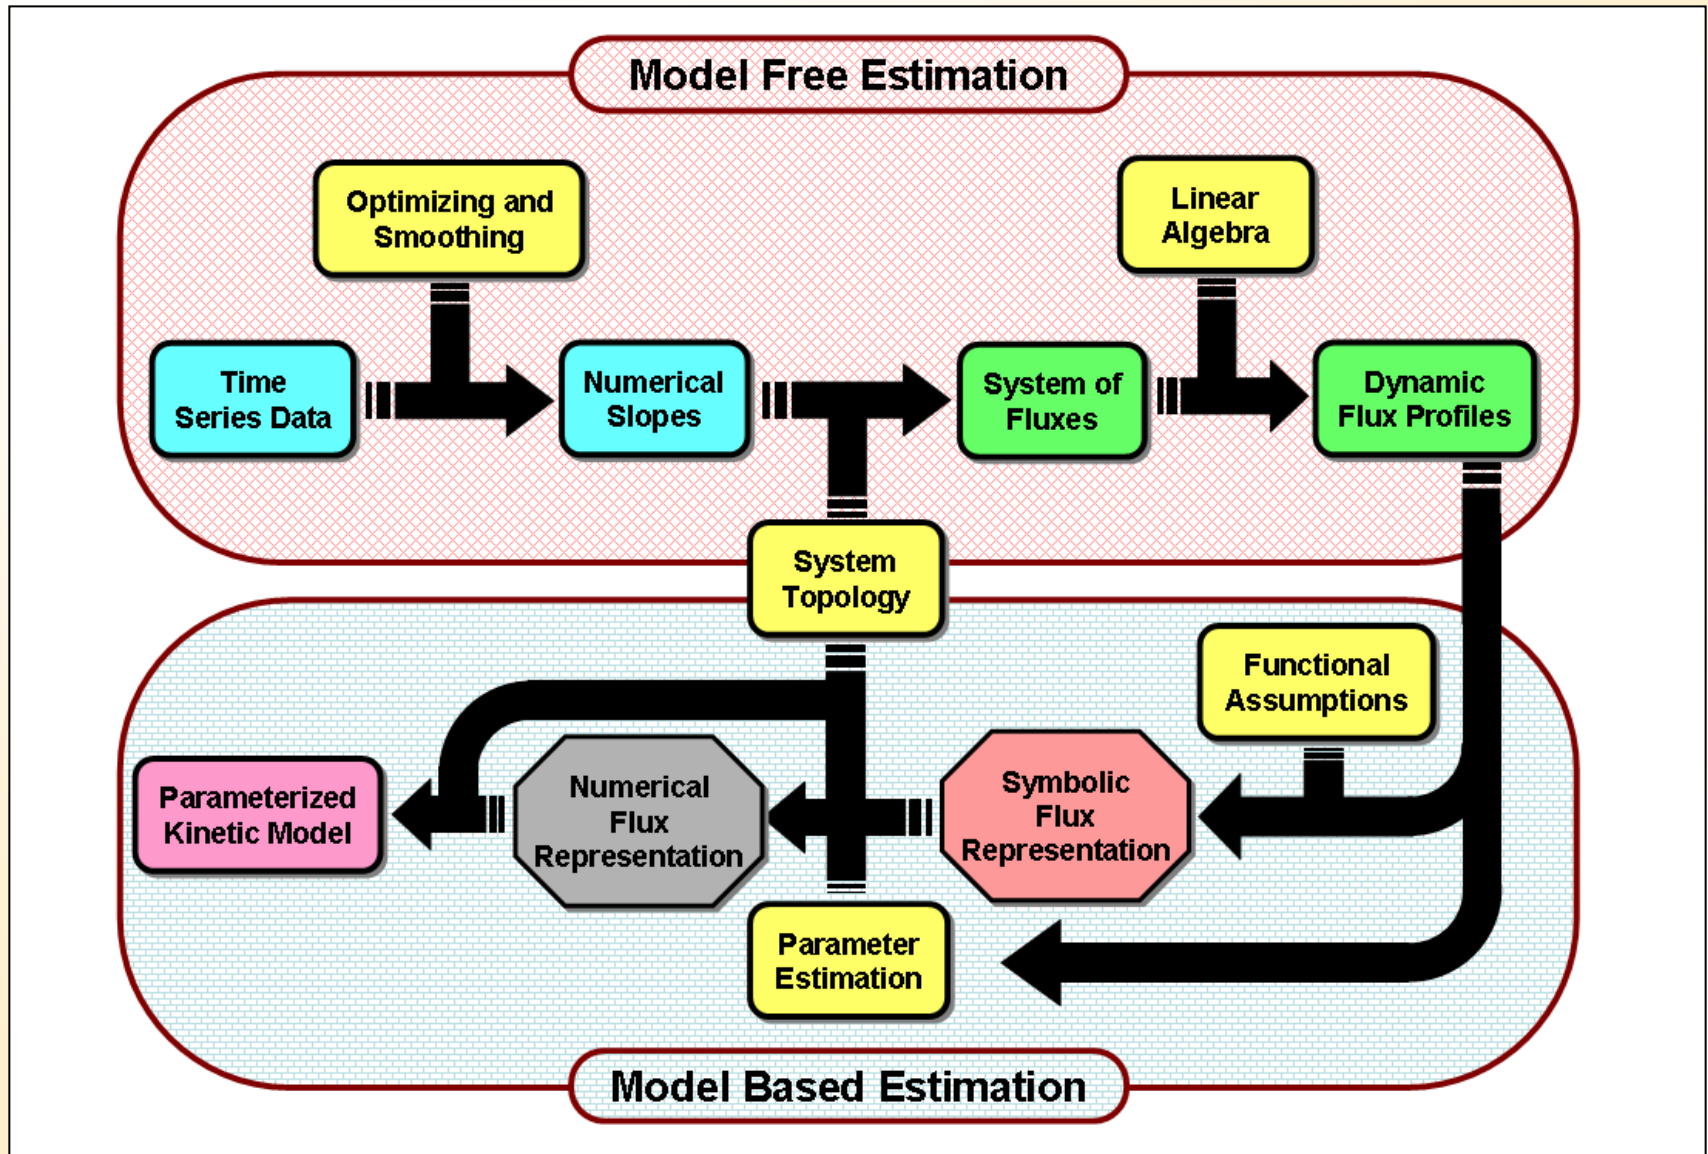 Model Free Estimation
Optimizing and
Smoothing
Linear
Algebra
Time
Series Data
Numerical
Slopes
System of
Fluxes
Dynamic
Flux Profiles
System
Topology
Functional
Assumptions
Parameterized
Kinetic Model
Numerical
Flux
Representation
Symbolic
Flux
Representation
Parameter
Estimation
Model Based Estimation